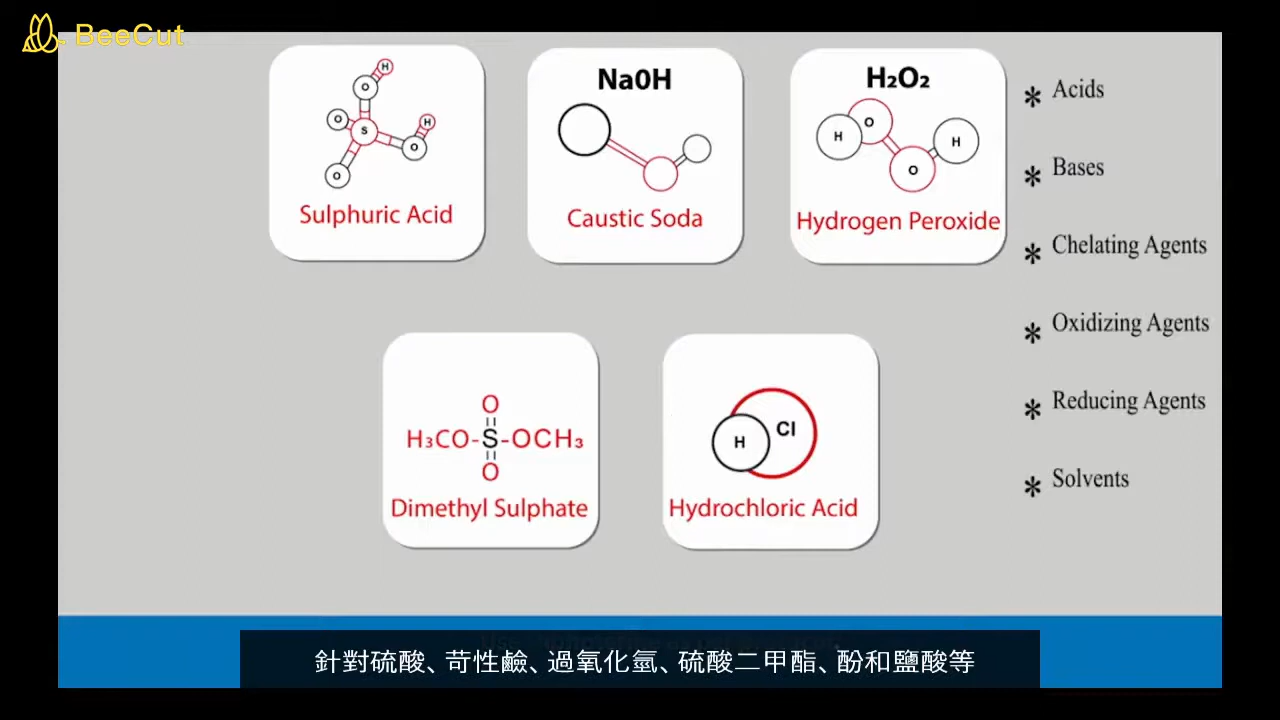 BeeCut
H
O
O
S
H
O
O
Sulphuric Acid
Na0H
Caustic Soda
H₂O₂
H
O
O
H
Hydrogen Peroxide
* Acids
* Bases
* Chelating Agents
* Oxidizing Agents
* Reducing Agents
* Solvents
O
H₃CO-S-OCH₃
O
Dimethyl Sulphate
H
Cl
Hydrochloric Acid
針對硫酸、苛性鹼、過氧化氫、硫酸二甲酯、酚和鹽酸等